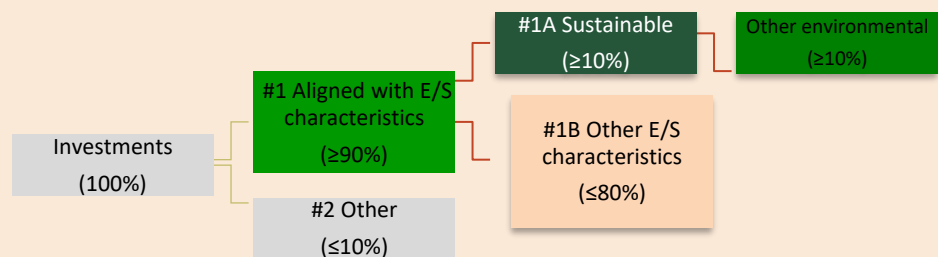 Investments
(100%)
#1 Aligned with E/S
characteristics
(≥90%)
#2 Other
(≤10%)
#1A Sustainable
(≥10%)
#1B Other E/S
characteristics
(≤80%)
Other environmental
(≥10%)